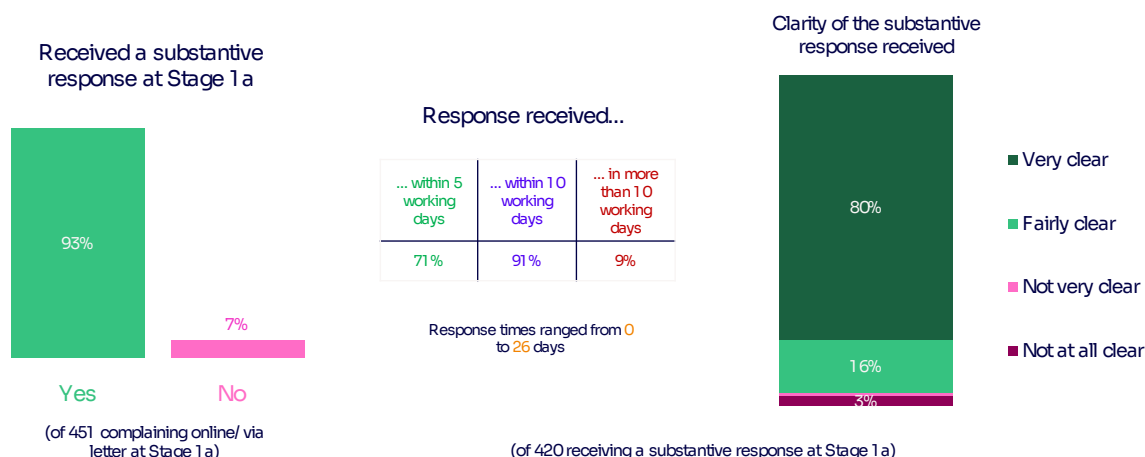 Received a substantive
response at Stage 1a
93%
7%
Yes
No
(of 451 complaining online/ via
letter at Stage 1a)
Response received...
... within 5
working
days
... within 10
working
days
... in more
than 10
working
days
71%
91%
9%
Response times ranged from 0
to 26 days
Clarity of the substantive
response received
80%
16%
3%
Very clear
Fairly clear
Not very clear
Not at all clear
(of 420 receiving a substantive response at Stage 1a)